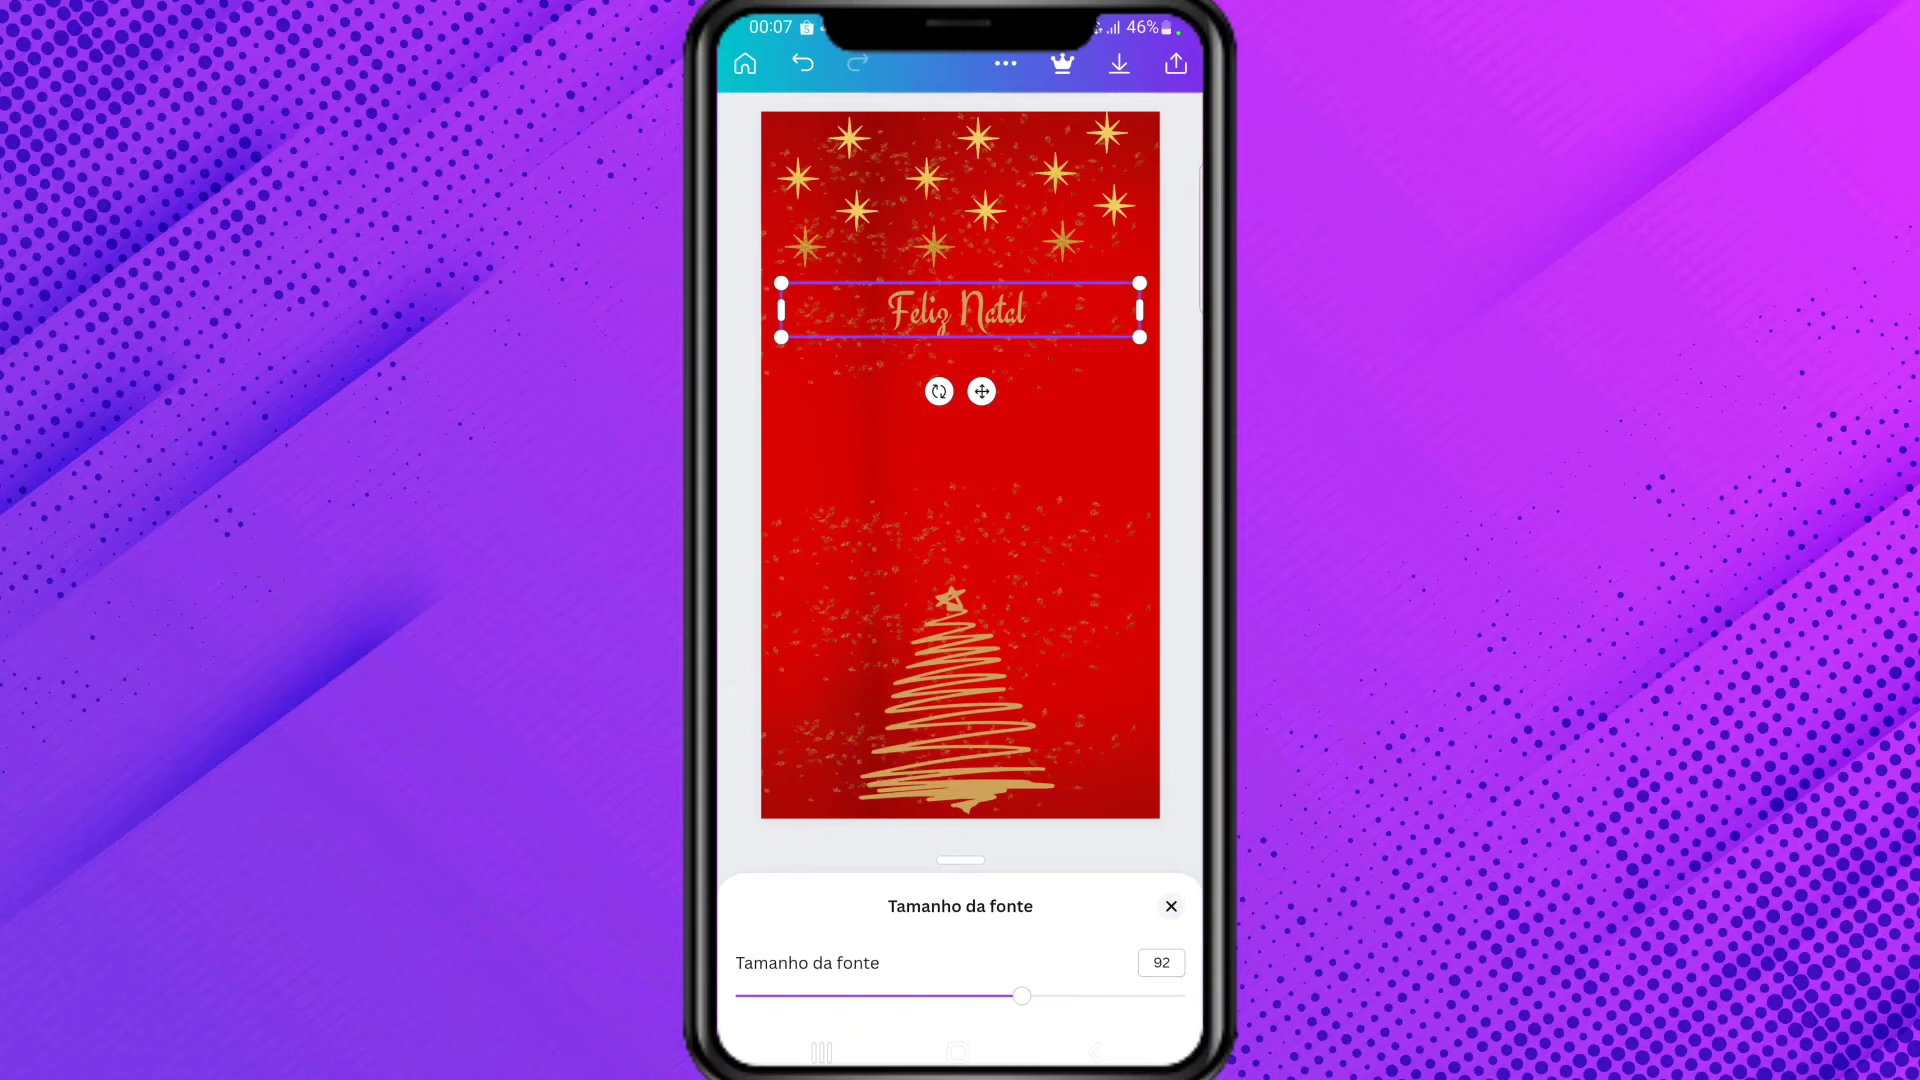 00:07
46%
Feliz Natal
Tamanho da fonte
Tamanho da fonte
92